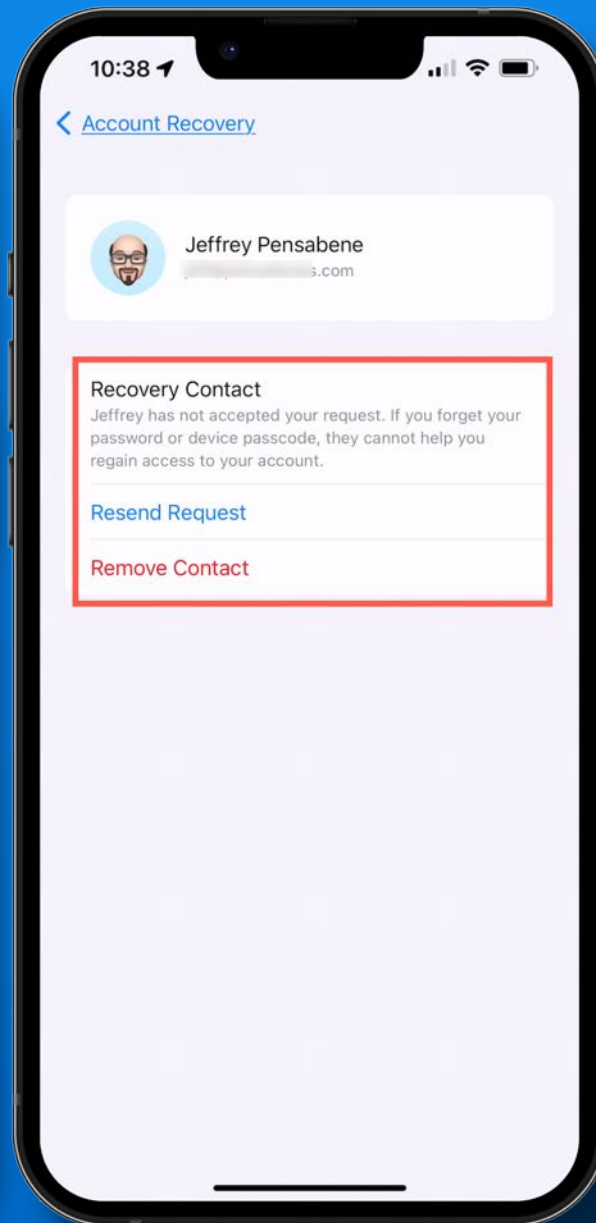 10:38
Account Recovery
Jeffrey Pensabene
s.com
Recovery Contact
Jeffrey has not accepted your request. If you forget your
password or device passcode, they cannot help you
regain access to your account.
Resend Request
Remove Contact